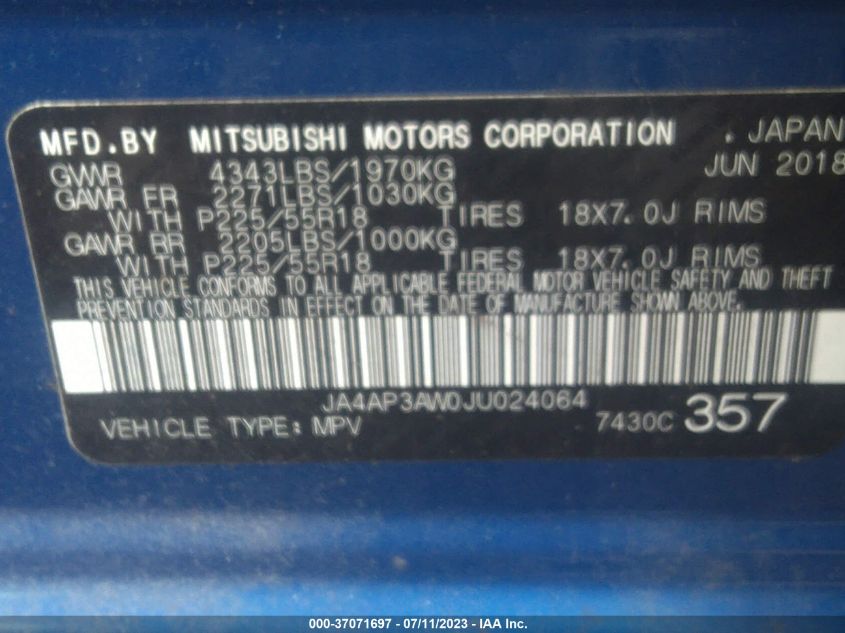 MFD.BY MITSUBISHI MOTORS CORPORATION . JAPAN
GVWR 4343LBS/1970KG JUN 2018
GAWR FR 2271LBS/1030KG
WITH P225/55R18 TIRES 18X7.0J RIMS
GAWR RR 2205LBS/1000KG
WITH P225/55R18 TIRES 18X7.0J RIMS
THIS VEHICLE CONFORMS TO ALL APPLICABLE FEDERAL MOTOR VEHICLE SAFETY AND THEFT
PREVENTION STANDARDS IN EFFECT ON THE DATE OF MANUFACTURE SHOWN ABOVE.
JA4AP3AW0JU024064
VEHICLE TYPE: MPV 7430C 357
000-37071697 - 07/11/2023 - IAA Inc.